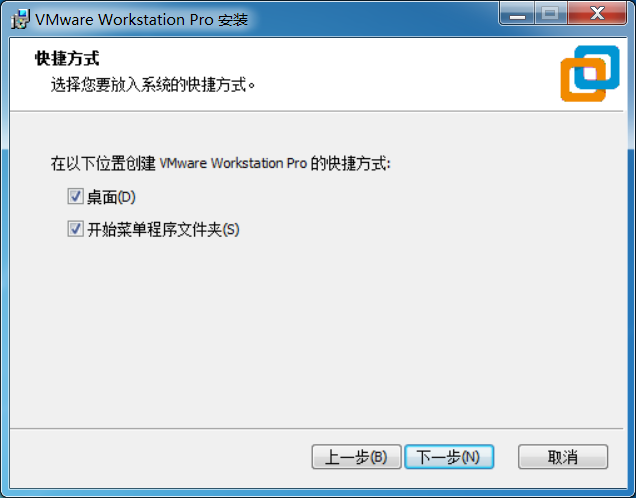 VMware Workstation Pro 安装
快捷方式
选择您要放入系统的快捷方式。
在以下位置创建 VMware Workstation Pro 的快捷方式:
桌面(D)
开始菜单程序文件夹(S)
上一步(B) 下一步(N) 取消